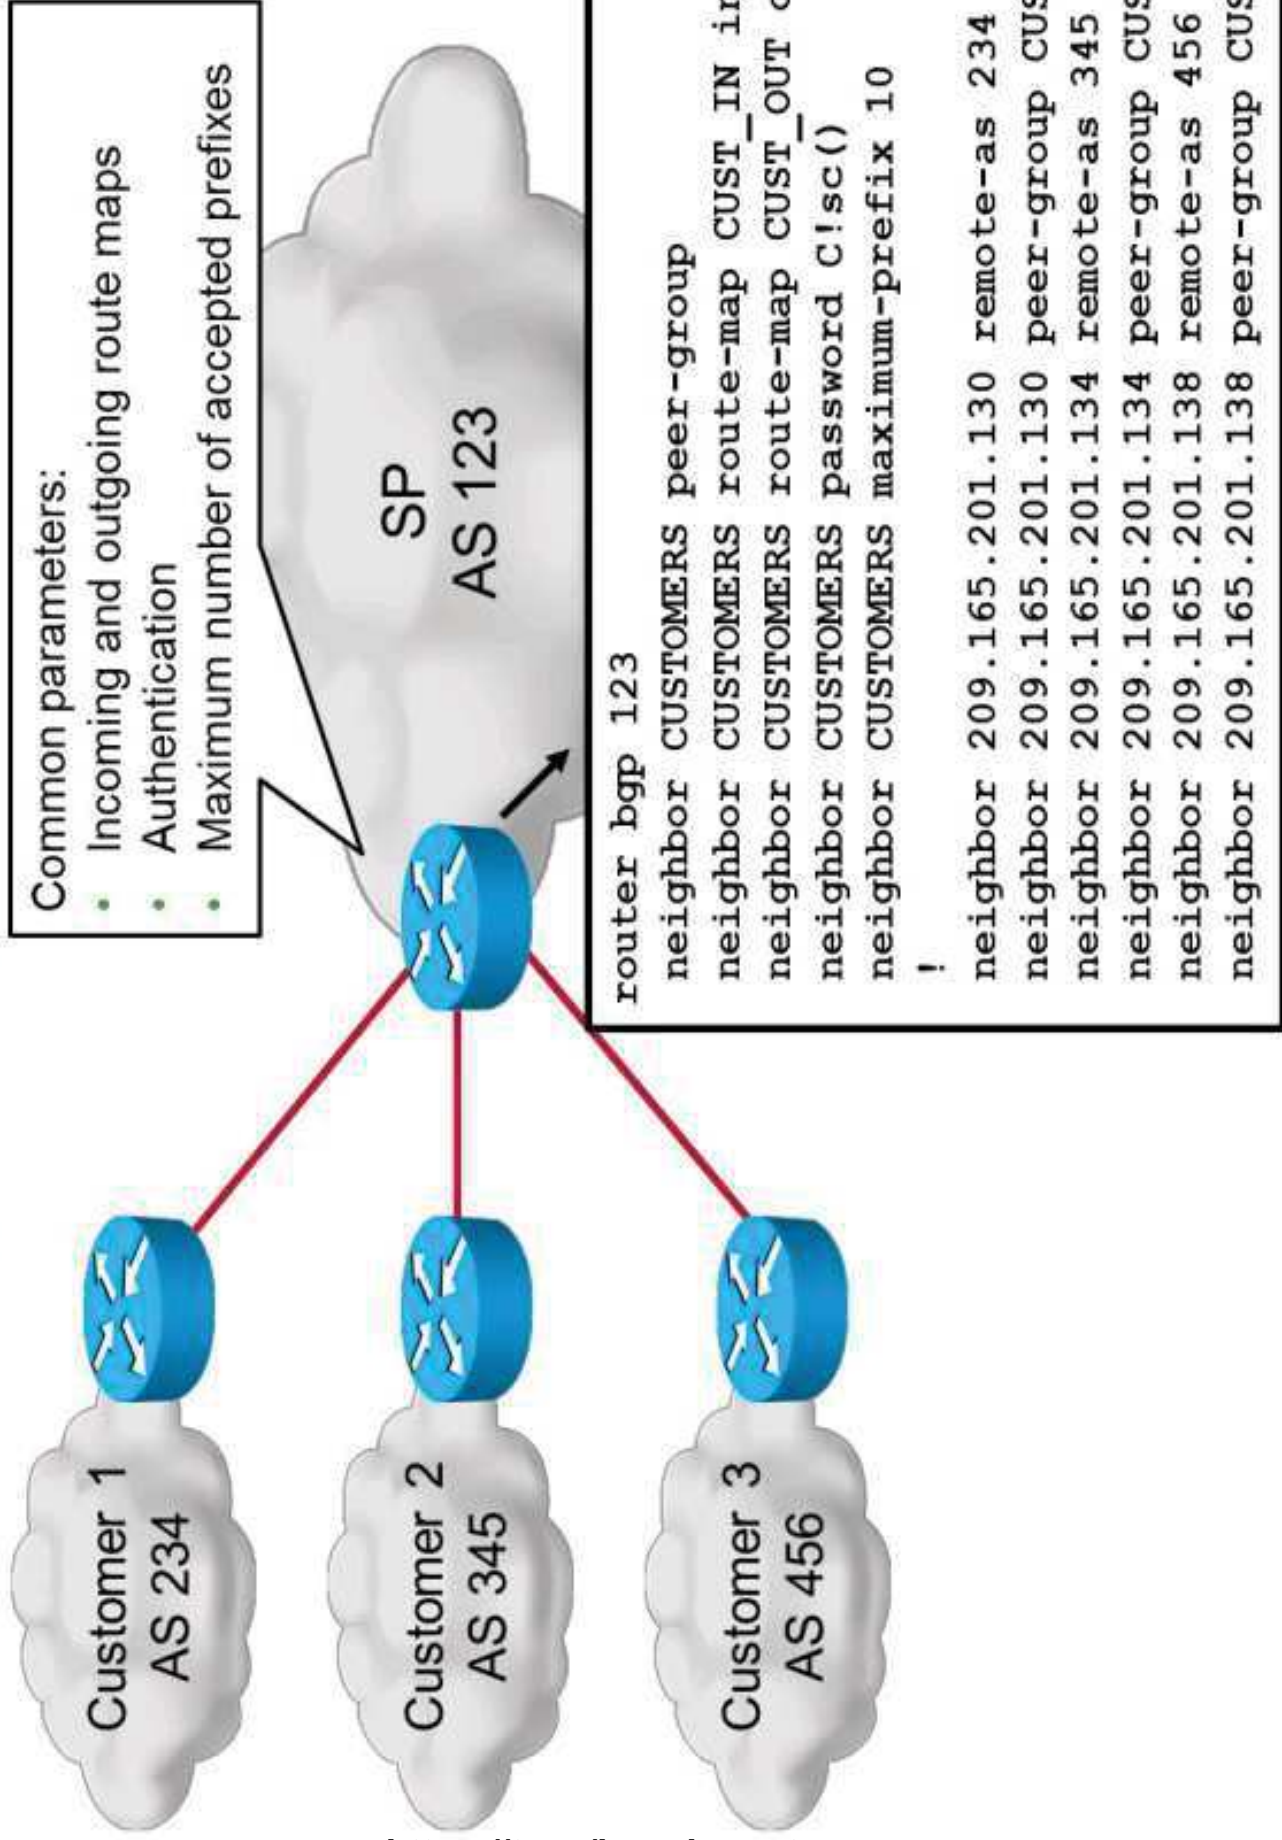 Common parameters:
• Incoming and outgoing route maps
• Authentication
• Maximum number of accepted prefixes
Customer 1
AS 234
Customer 2
AS 345
Customer 3
AS 456
SP
AS 123
router bgp 123
neighbor CUSTOMERS peer-group
neighbor CUSTOMERS route-map CUST_IN
neighbor CUSTOMERS route-map CUST_OUT
neighbor CUSTOMERS password C!sc()
neighbor CUSTOMERS maximum-prefix 10
!
neighbor 209.165.201.130 remote-as 234
neighbor 209.165.201.130 peer-group
neighbor 209.165.201.134 remote-as 345
neighbor 209.165.201.134 peer-group
neighbor 209.165.201.138 remote-as 456
neighbor 209.165.201.138 peer-group